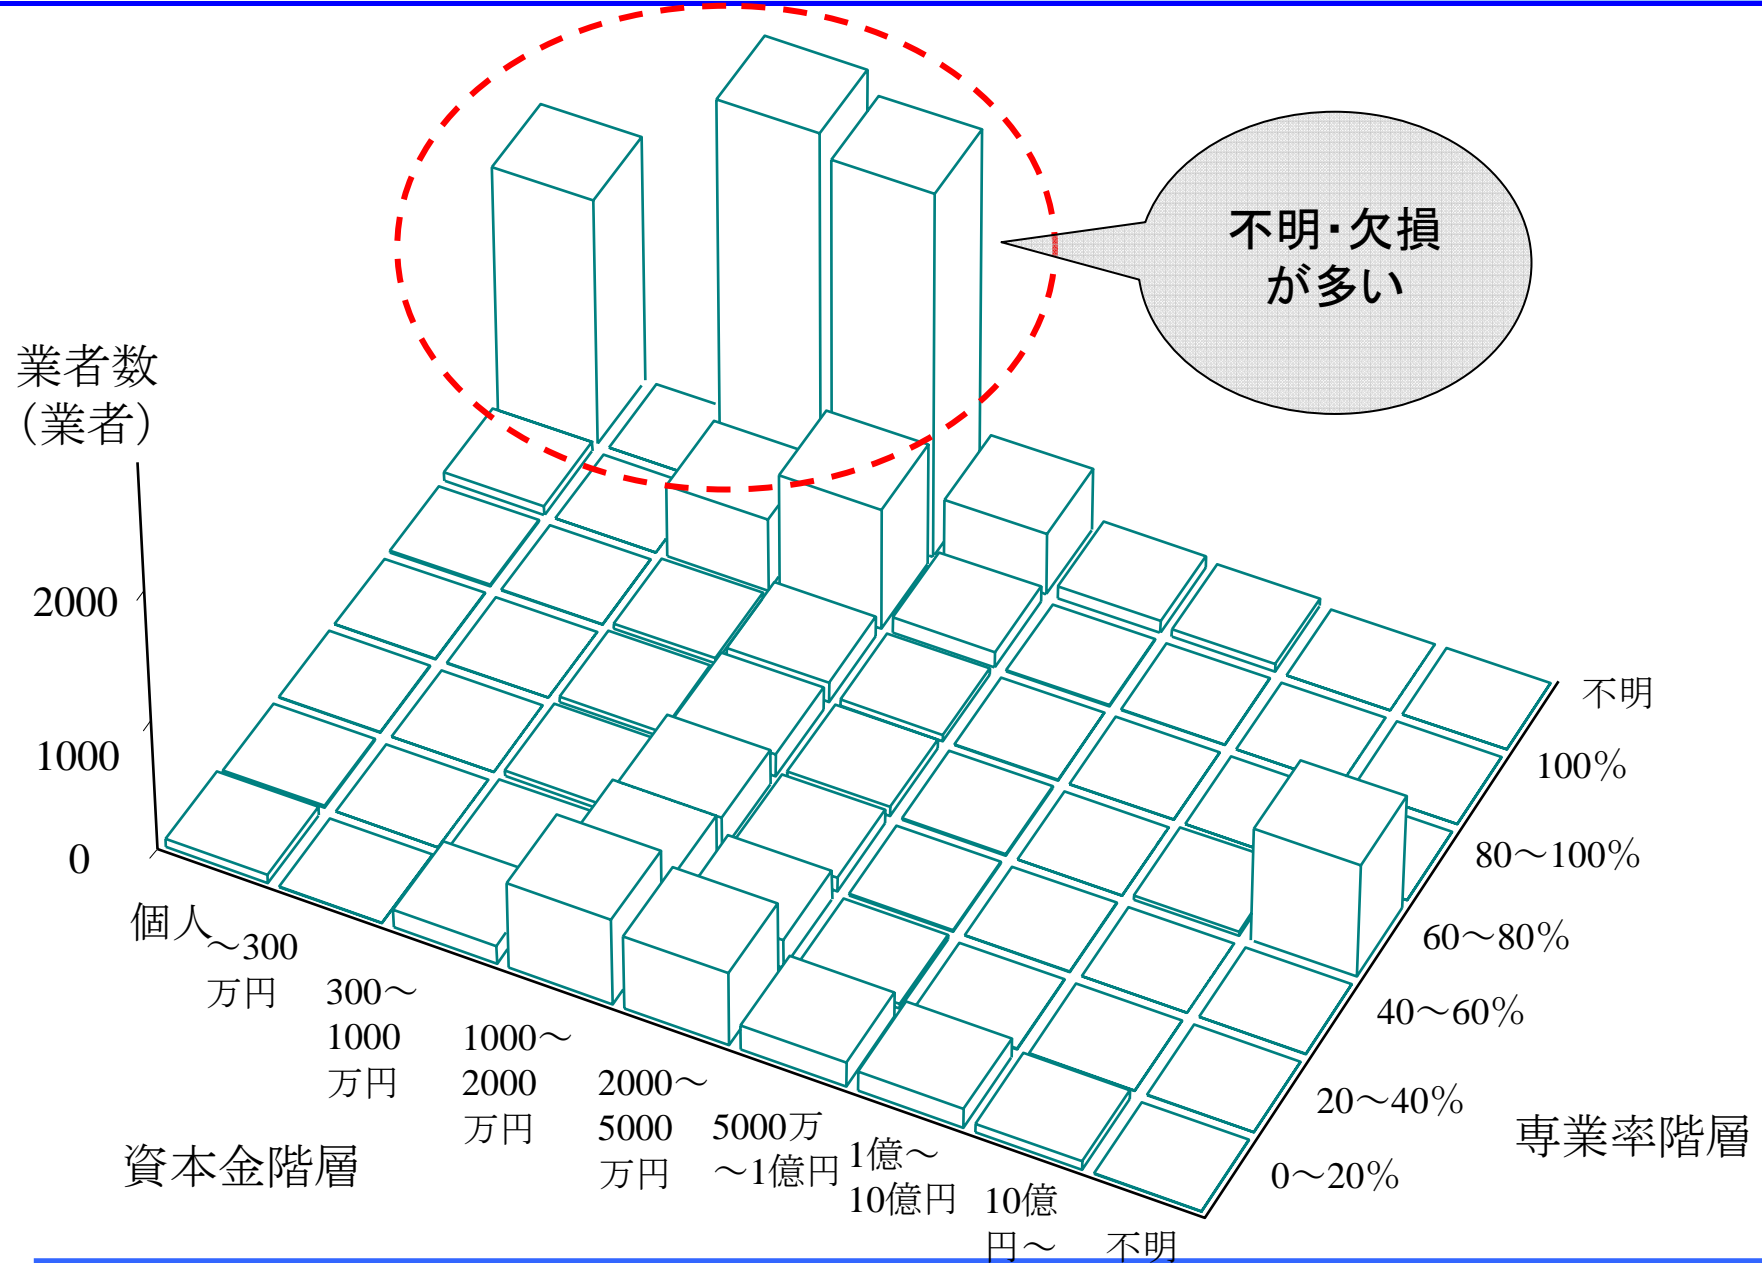 不明・欠損
が多い
業者数
（業者）
2000
1000
0
個人
～300
万円
300～
1000
万円
1000～
2000
万円
2000～
5000
万円
5000万
～1億円
1億～
10億円
10億
円～
不明
資本金階層
不明
100%
80～100%
60～80%
40～60%
20～40%
0～20%
専業率階層